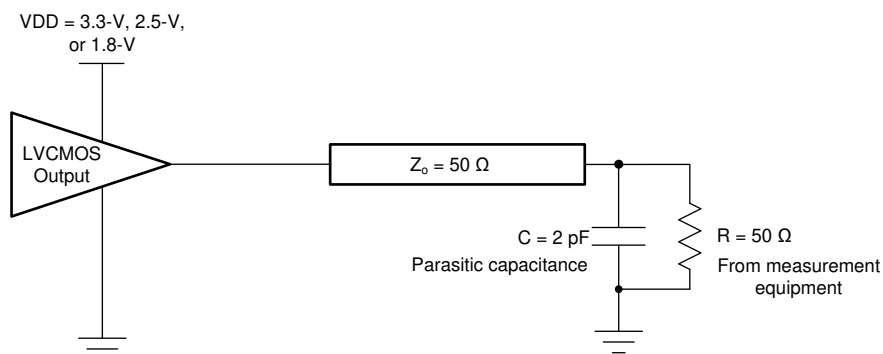 VDD = 3.3-V, 2.5-V,
or 1.8-V
LVCMOS
Output
Zo = 50 Ω
C = 2 pF
Parasitic capacitance
R = 50 Ω
From measurement
equipment